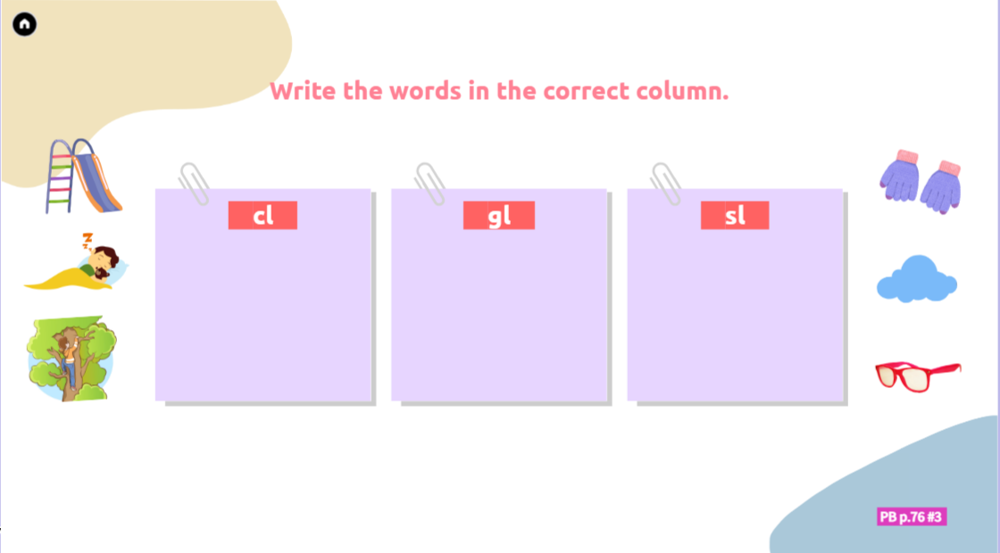 Write the words in the correct column.
cl
gl
sl
z
z
PB p.76 #3